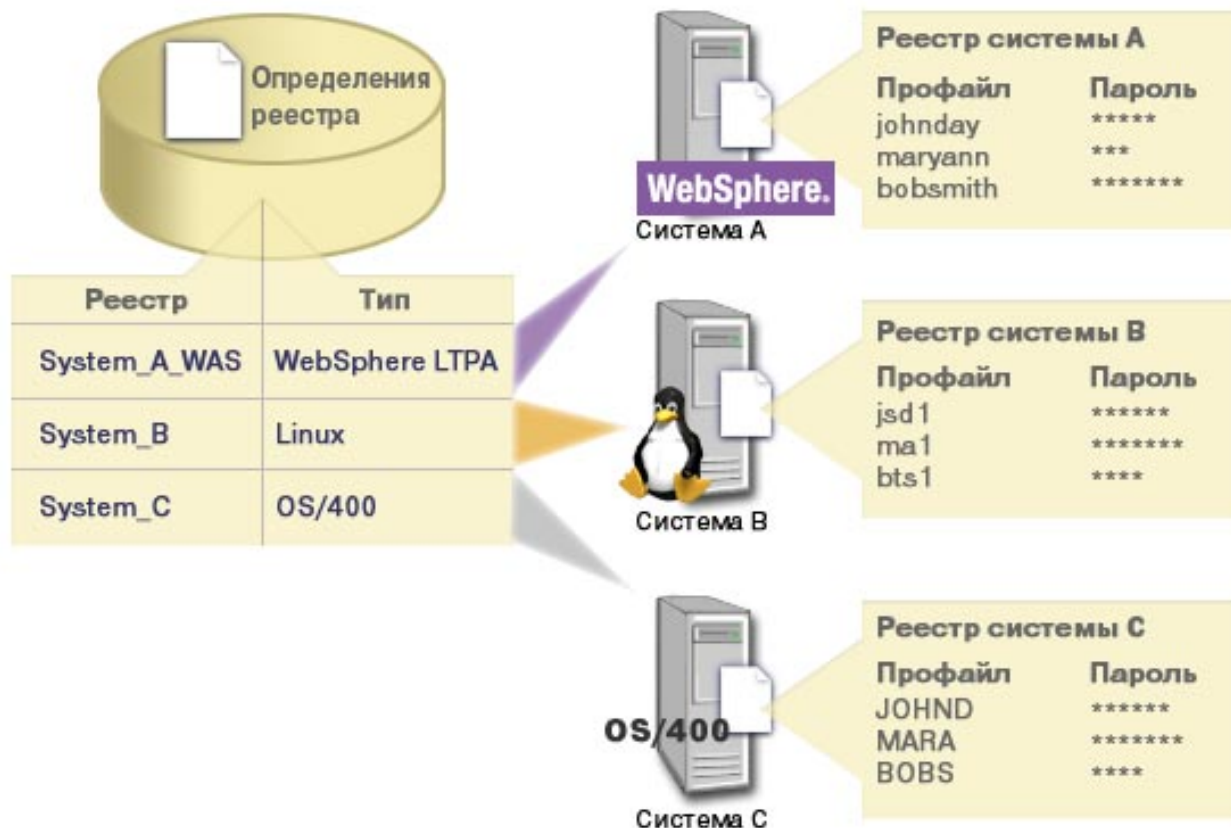 Определения
реестра
Реестр Тип
System_A_WAS WebSphere LTPA
System_B Linux
System_C OS/400
WebSphere.
Система A
Реестр системы A
Профайл Пароль
johnday *****
maryann ***
bobsmith *******
Система B
Реестр системы B
Профайл Пароль
jsd1 ******
ma1 *******
bts1 ****
OS/400
Система C
Реестр системы C
Профайл Пароль
JOHND ******
MARA *******
BOBS ****